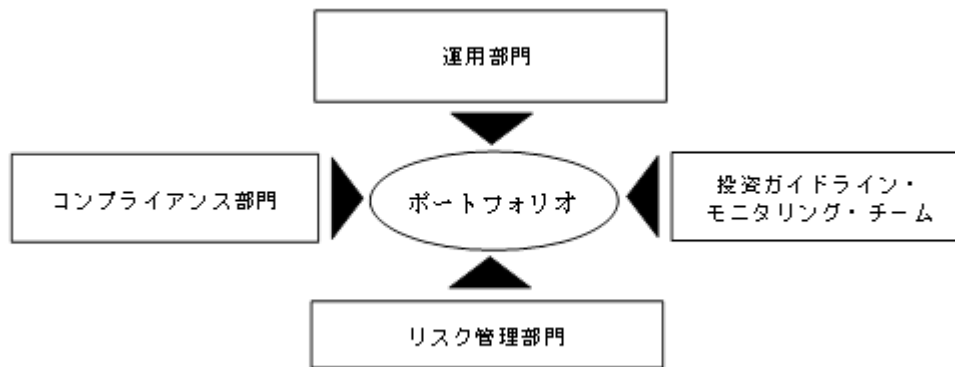 運用部門
コンプライアンス部門
ポートフォリオ
投資ガイドライン・
モニタリング・チーム
リスク管理部門